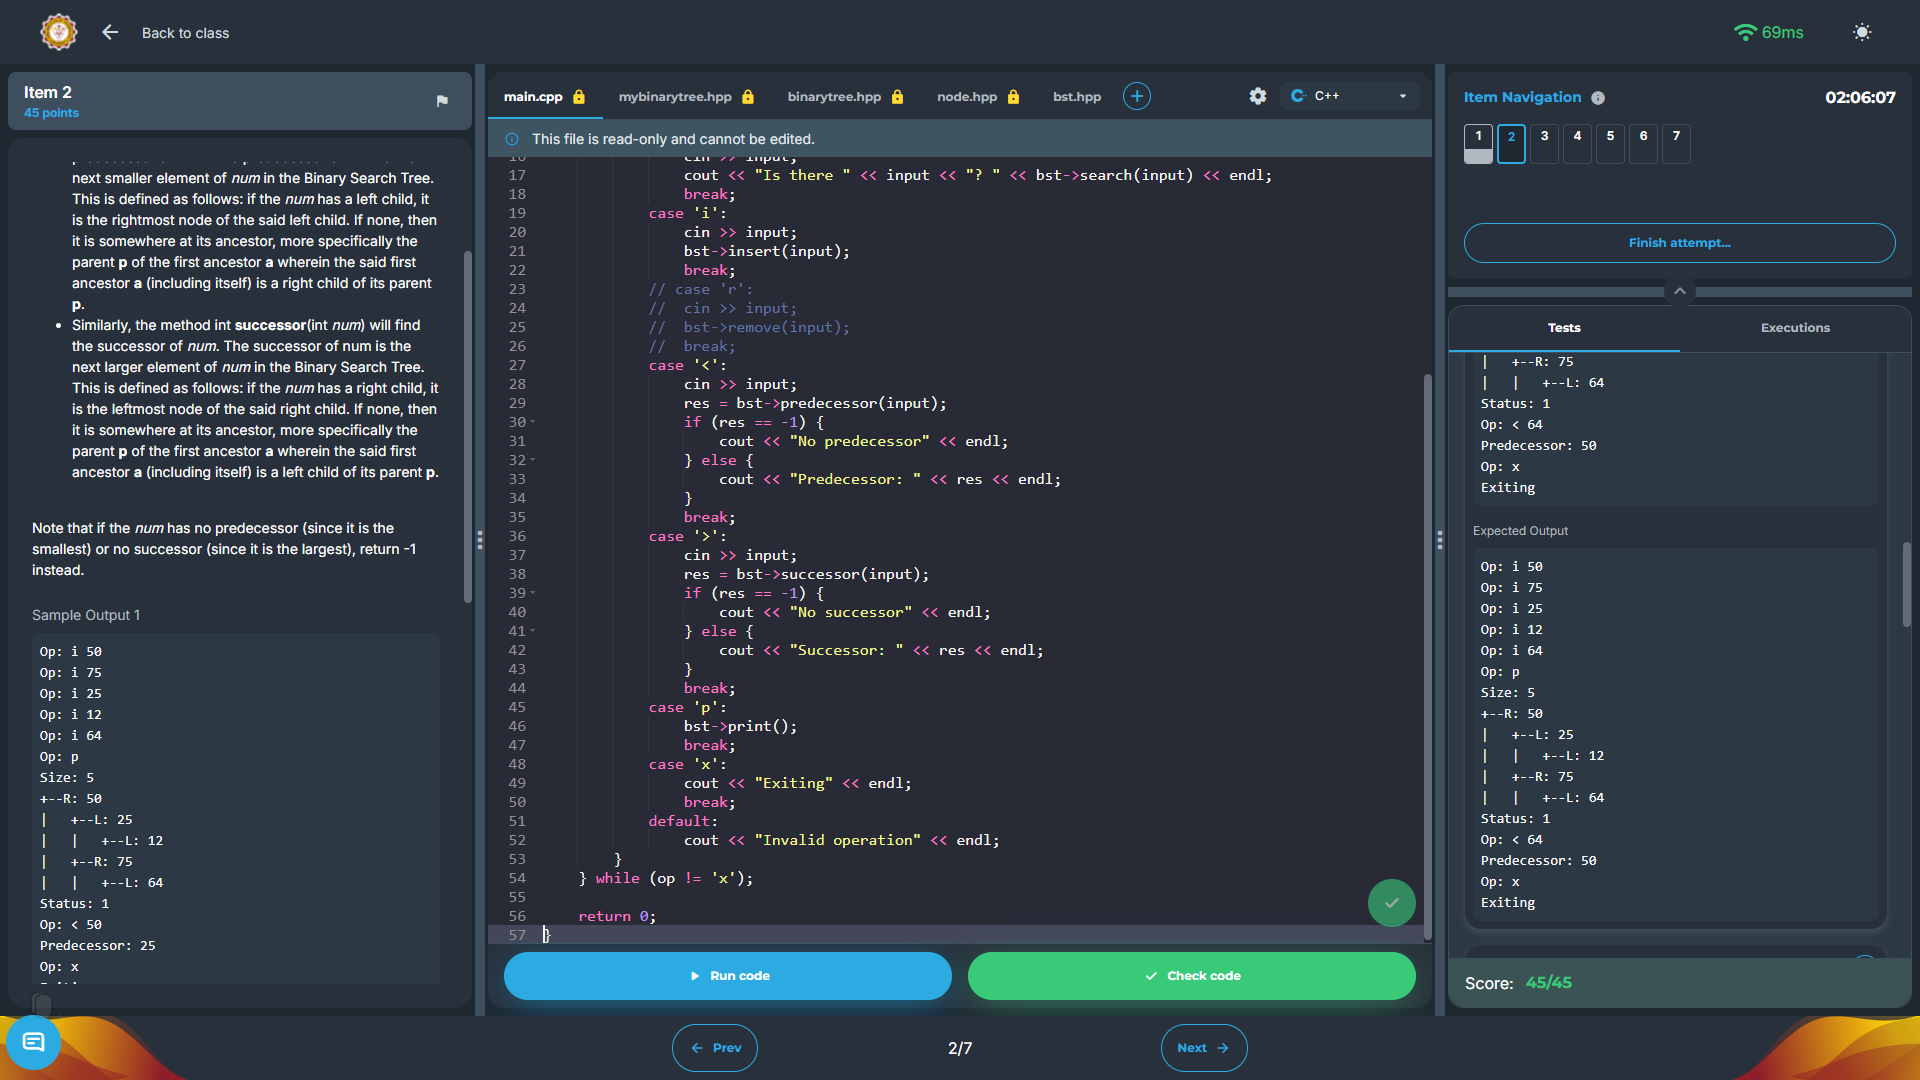 Back to class
69ms
Item 2
45 points
next smaller element of num in the Binary Search Tree.
This is defined as follows: if the num has a left child, it
is the rightmost node of the said left child. If none, then
it is somewhere at its ancestor, more specifically the
parent p of the first ancestor a wherein the said first
ancestor a (including itself) is a right child of its parent
p.
• Similarly, the method int successor(int num) will find
the successor of num. The successor of num is the
next larger element of num in the Binary Search Tree.
This is defined as follows: if the num has a right child, it
is the leftmost node of the said right child. If none, then
it is somewhere at its ancestor, more specifically the
parent p of the first ancestor a wherein the said first
ancestor a (including itself) is a left child of its parent p.
Note that if the num has no predecessor (since it is the
smallest) or no successor (since it is the largest), return -1
instead.
Sample Output 1
Op: i 50
Op: i 75
Op: i 25
Op: i 12
Op: i 64
Op: p
Size: 5
+--R: 50
|   +--L: 25
|   |   +--L: 12
|   +--R: 75
|   |   +--L: 64
Status: 1
Op: < 50
Predecessor: 25
Op: x
main.cpp
mybinarytree.hpp
binarytree.hpp
node.hpp
bst.hpp
C++
This file is read-only and cannot be edited.
16 cin >> input;
17 cout << "Is there " << input << "? " << bst->search(input) << endl;
18 break;
19 case 'i':
20 cin >> input;
21 bst->insert(input);
22 break;
23 // case 'r':
24 //  cin >> input;
25 //  bst->remove(input);
26 //  break;
27 case '<':
28 cin >> input;
29 res = bst->predecessor(input);
30 if (res == -1) {
31 cout << "No predecessor" << endl;
32 } else {
33 cout << "Predecessor: " << res << endl;
34 }
35 break;
36 case '>':
37 cin >> input;
38 res = bst->successor(input);
39 if (res == -1) {
40 cout << "No successor" << endl;
41 } else {
42 cout << "Successor: " << res << endl;
43 }
44 break;
45 case 'p':
46 bst->print();
47 break;
48 case 'x':
49 cout << "Exiting" << endl;
50 break;
51 default:
52 cout << "Invalid operation" << endl;
53 }
54 } while (op != 'x');
55
56 return 0;
57 }
Run code
Check code
Prev
2/7
Next
Item Navigation
02:06:07
1 2 3 4 5 6 7
Finish attempt...
Tests
Executions
|   +--R: 75
|   |   +--L: 64
Status: 1
Op: < 64
Predecessor: 50
Op: x
Exiting
Expected Output
Op: i 50
Op: i 75
Op: i 25
Op: i 12
Op: i 64
Op: p
Size: 5
+--R: 50
|   +--L: 25
|   |   +--L: 12
|   +--R: 75
|   |   +--L: 64
Status: 1
Op: < 64
Predecessor: 50
Op: x
Exiting
Score: 45/45